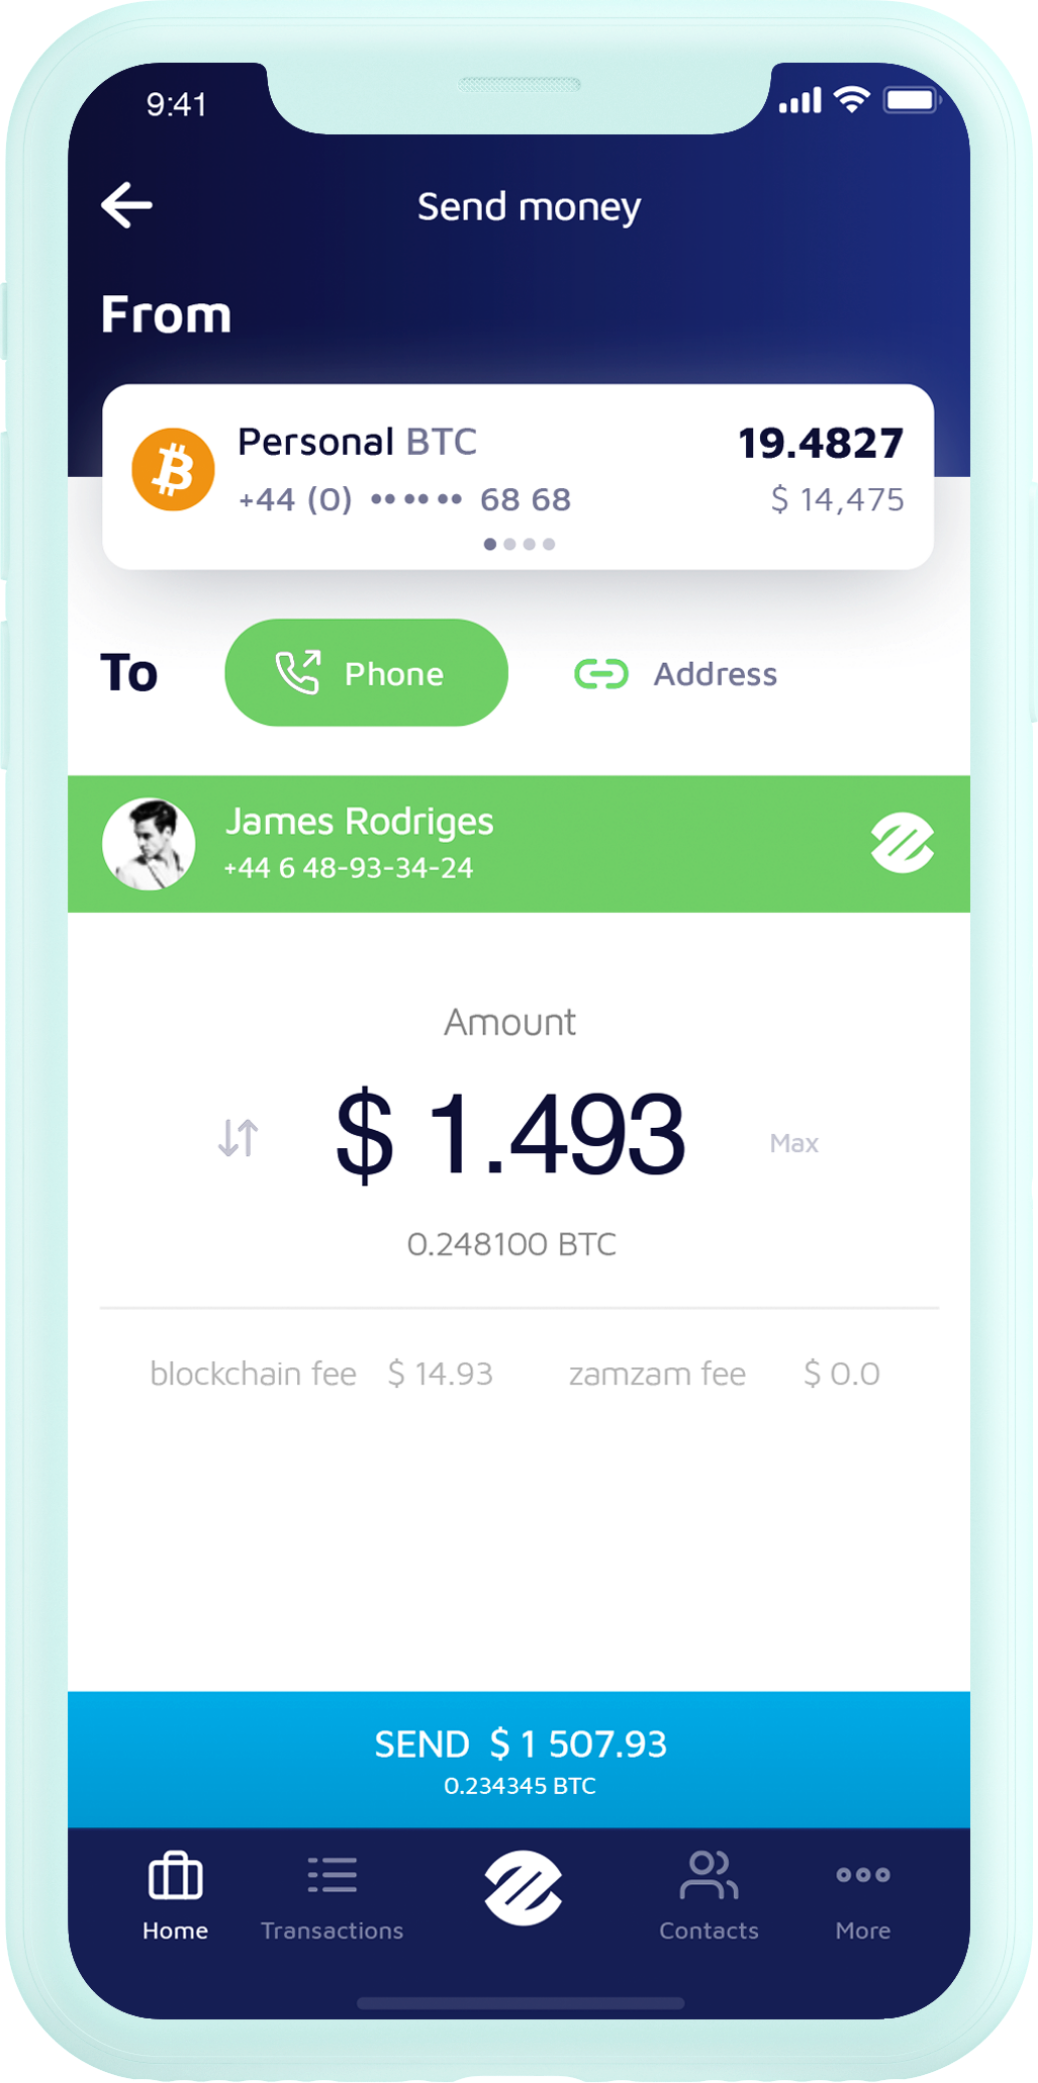 9:41
Send money
From
Personal BTC 19.4827
+44 (0) •• •• •• 68 68 $ 14,475
To Phone Address
James Rodriges
+44 6 48-93-34-24
Amount
$ 1.493 Max
0.248100 BTC
blockchain fee $ 14.93 zamzam fee $ 0.0
SEND $ 1 507.93
0.234345 BTC
Home Transactions Contacts More